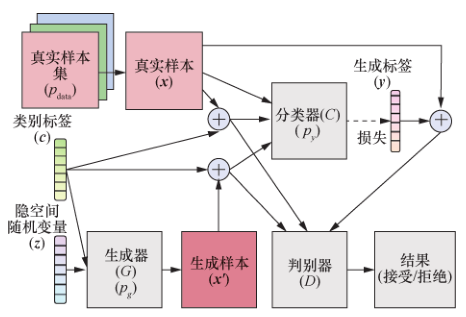 真实样本
集
(p_data)
真实样本
(x)
生成标签
(y)
类别标签
(c)
分类器(C)
(p_y)
损失
隐空间
随机变量
(z)
生成器
(G)
(p_g)
生成样本
(x′)
判别器
(D)
结果
(接受/拒绝)